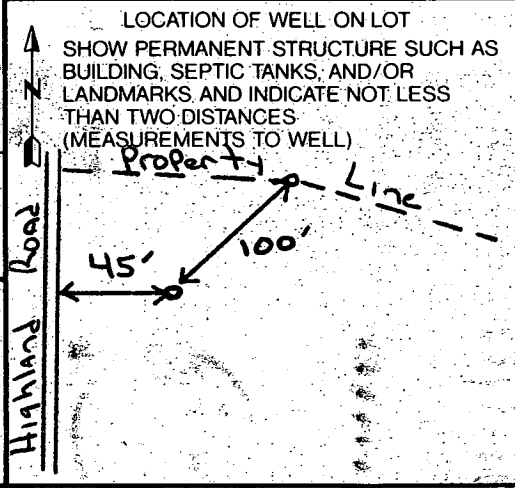 LOCATION OF WELL ON LOT
SHOW PERMANENT STRUCTURE SUCH AS
BUILDING, SEPTIC TANKS, AND/OR
LANDMARKS AND INDICATE NOT LESS
THAN TWO DISTANCES
(MEASUREMENTS TO WELL)
N
Property Line
100'
45'
Highland Road